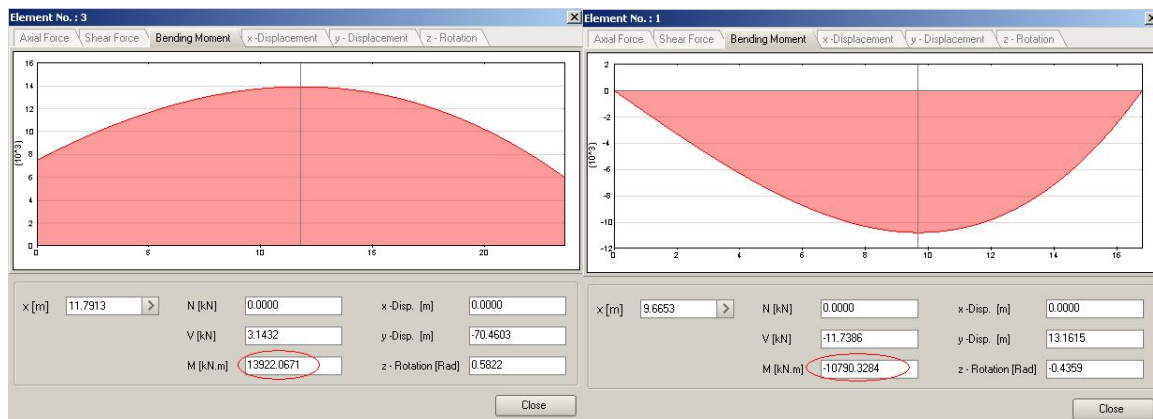 Element No. : 3
Axial Force Shear Force Bending Moment x -Displacement y - Displacement z - Rotation
16
14
12
10
8
6
4
2
0
(10^3)
0 5 10 15 20
x [m] 11.7913 >
N [kN] 0.0000
x -Disp. [m] 0.0000
V [kN] 3.1432
y -Disp. [m] -70.4603
M [kN.m] 13922.0671
z - Rotation [Rad] 0.5822
Close
Element No. : 1
Axial Force Shear Force Bending Moment x -Displacement y - Displacement z - Rotation
2
0
-2
-4
-6
-8
-10
-12
(10^3)
0 2 4 6 8 10 12 14 16
x [m] 9.6653 >
N [kN] 0.0000
x -Disp. [m] 0.0000
V [kN] -11.7386
y -Disp. [m] 13.1615
M [kN.m] -10790.3284
z - Rotation [Rad] -0.4359
Close